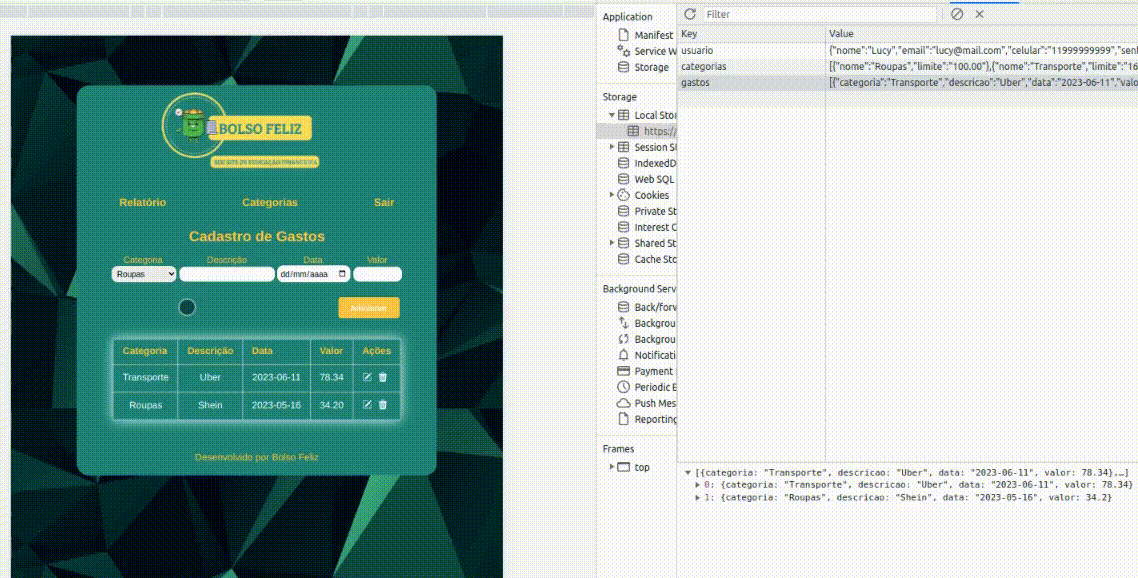 BOLSO FELIZ
SEU SITE DE EDUCAÇÃO FINANCEIRA
Relatório Categorias Sair
Cadastro de Gastos
Categoria Descrição Data Valor
Roupas dd/mm/aaaa
Adicionar
Categoria Descrição Data Valor Ações
Transporte Uber 2023-06-11 78.34
Roupas Shein 2023-05-16 34.20
Desenvolvido por Bolso Feliz
Application
Manifest
Service W
Storage
Storage
Local Stor
https://
Session S
IndexedD
Web SQL
Cookies
Private St
Interest G
Shared St
Cache Sto
Background Serv
Back/forw
Backgrou
Backgrou
Notificati
Payment
Periodic B
Push Mes
Reporting
Frames
top
Filter
Key Value
usuario {"nome":"Lucy","email":"lucy@mail.com","celular":"11999999999","senl
categorias [{"nome":"Roupas","limite":"100.00"},{"nome":"Transporte","limite":"16
gastos [{"categoria":"Transporte","descricao":"Uber","data":"2023-06-11","valo
[{categoria: "Transporte", descricao: "Uber", data: "2023-06-11", valor: 78.34},…]
0: {categoria: "Transporte", descricao: "Uber", data: "2023-06-11", valor: 78.34}
1: {categoria: "Roupas", descricao: "Shein", data: "2023-05-16", valor: 34.2}